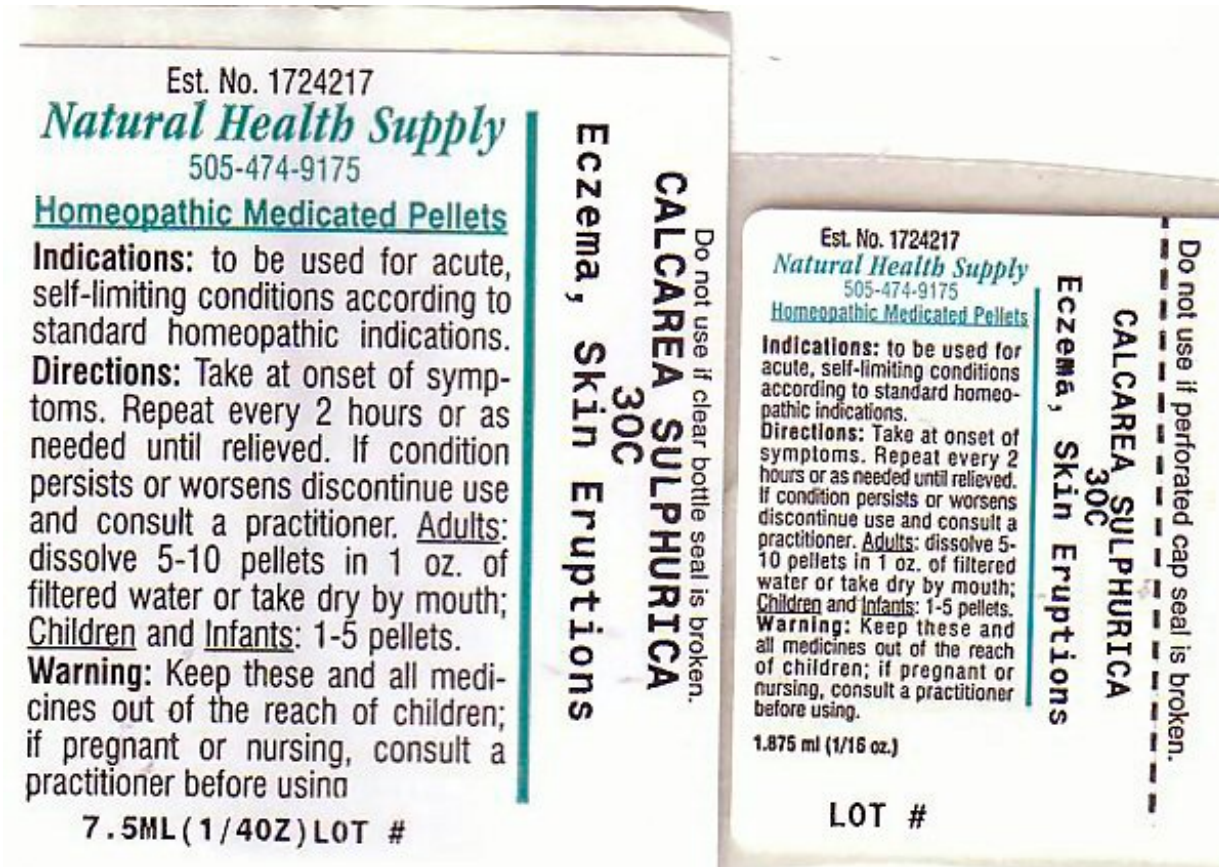 Est. No. 1724217
Natural Health Supply
505-474-9175
Homeopathic Medicated Pellets
Indications: to be used for acute,
self-limiting conditions according to
standard homeopathic indications.
Directions: Take at onset of symp-
toms. Repeat every 2 hours or as
needed until relieved. If condition
persists or worsens discontinue use
and consult a practitioner. Adults:
dissolve 5-10 pellets in 1 oz. of
filtered water or take dry by mouth;
Children and Infants: 1-5 pellets.
Warning: Keep these and all medi-
cines out of the reach of children;
if pregnant or nursing, consult a
practitioner before using
7.5ML(1/4OZ)LOT #
Do not use if clear bottle seal is broken.
CALCAREA SULPHURICA
30C
Eczema, Skin Eruptions
Est. No. 1724217
Natural Health Supply
505-474-9175
Homeopathic Medicated Pellets
Indications: to be used for
acute, self-limiting conditions
according to standard homeo-
pathic indications.
Directions: Take at onset of
symptoms. Repeat every 2
hours or as needed until relieved.
If condition persists or worsens
discontinue use and consult a
practitioner. Adults: dissolve 5-
10 pellets in 1 oz. of filtered
water or take dry by mouth;
Children and Infants: 1-5 pellets.
Warning: Keep these and
all medicines out of the reach
of children; if pregnant or
nursing, consult a practitioner
before using.
1.875 ml (1/16 oz.)
LOT #
Do not use if perforated cap seal is broken.
CALCAREA SULPHURICA
30C
Eczema, Skin Eruptions